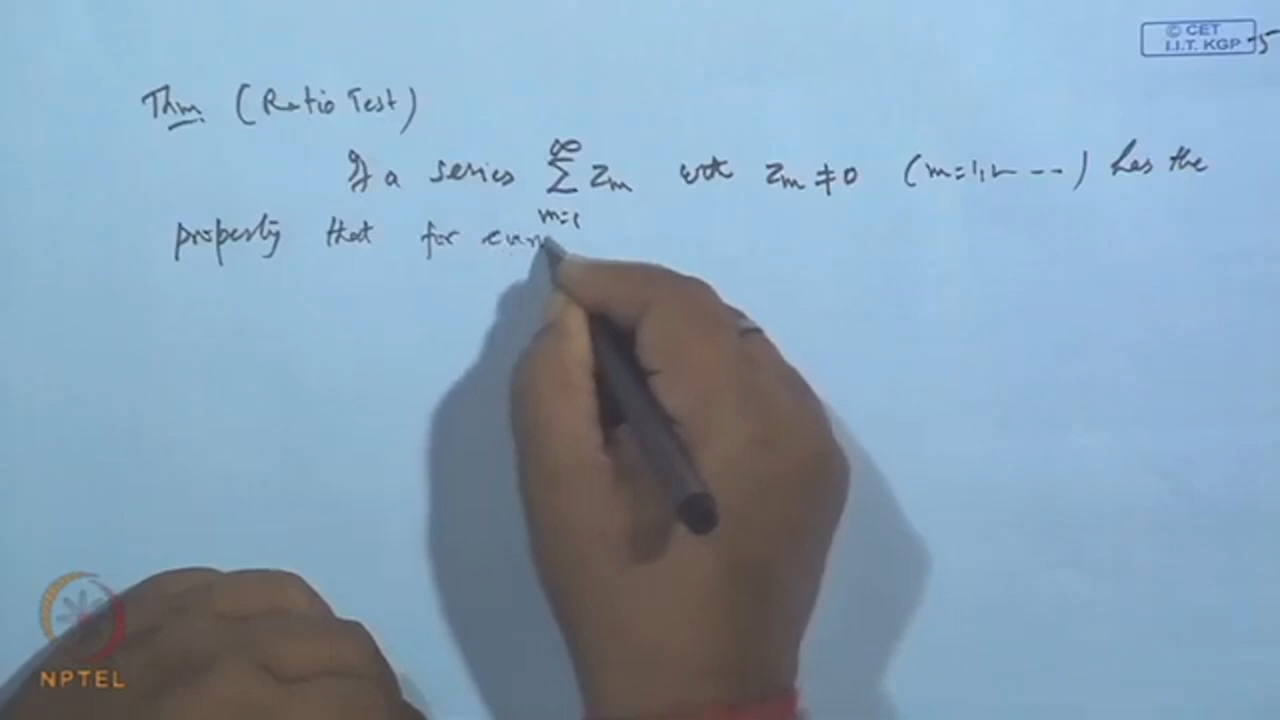 © CET
I.I.T. KGP
Thm (Ratio Test)
If a series ∞∑m=1 zm with zm ≠ 0 (m=1,2 ----) has the
property that for every
NPTEL